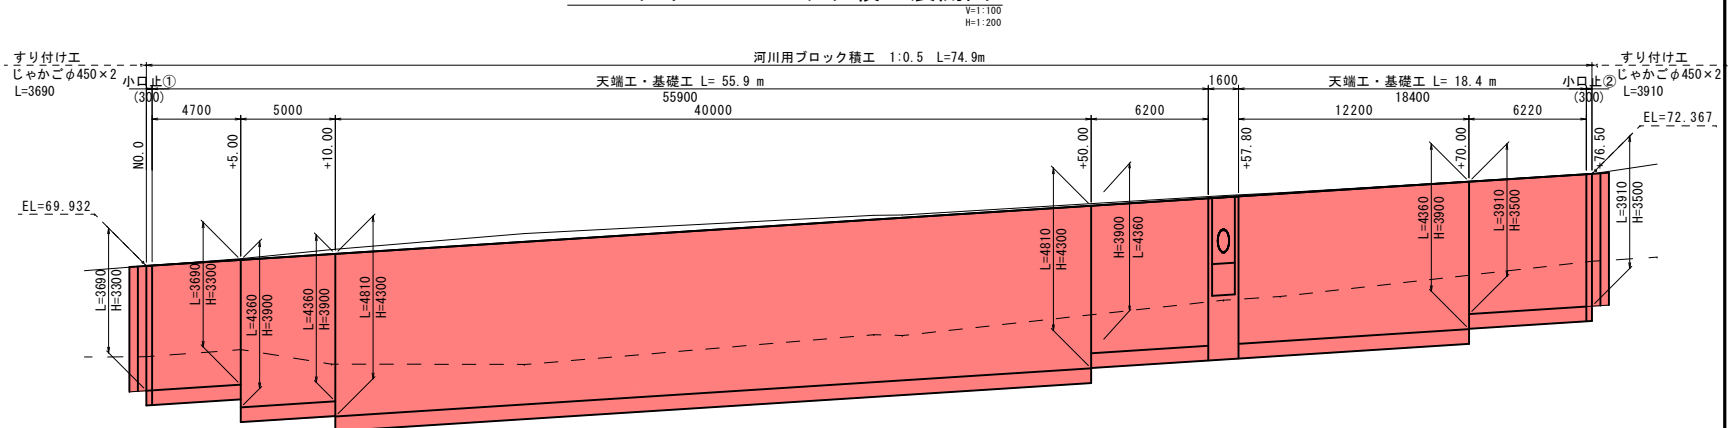 V=1:100
H=1:200
すり付け工
じゃかごφ450×2
L=3690
河川用ブロック積工 1:0.5 L=74.9m
すり付け工
じゃかごφ450×2
L=3910
小口止①
(300)
天端工・基礎工 L= 55.9 m
1600
天端工・基礎工 L= 18.4 m
小口止②
(300)
55900
18400
4700
5000
40000
6200
12200
6220
NO.0
+5.00
+10.00
+50.00
+57.80
+70.00
+76.50
EL=69.932
EL=72.367
L=3690
H=3300
L=3690
H=3300
L=4360
H=3900
L=4360
H=3900
L=4810
H=4300
L=4810
H=4300
H=3900
L=4360
L=4360
H=3900
L=3910
H=3500
L=3910
H=3500